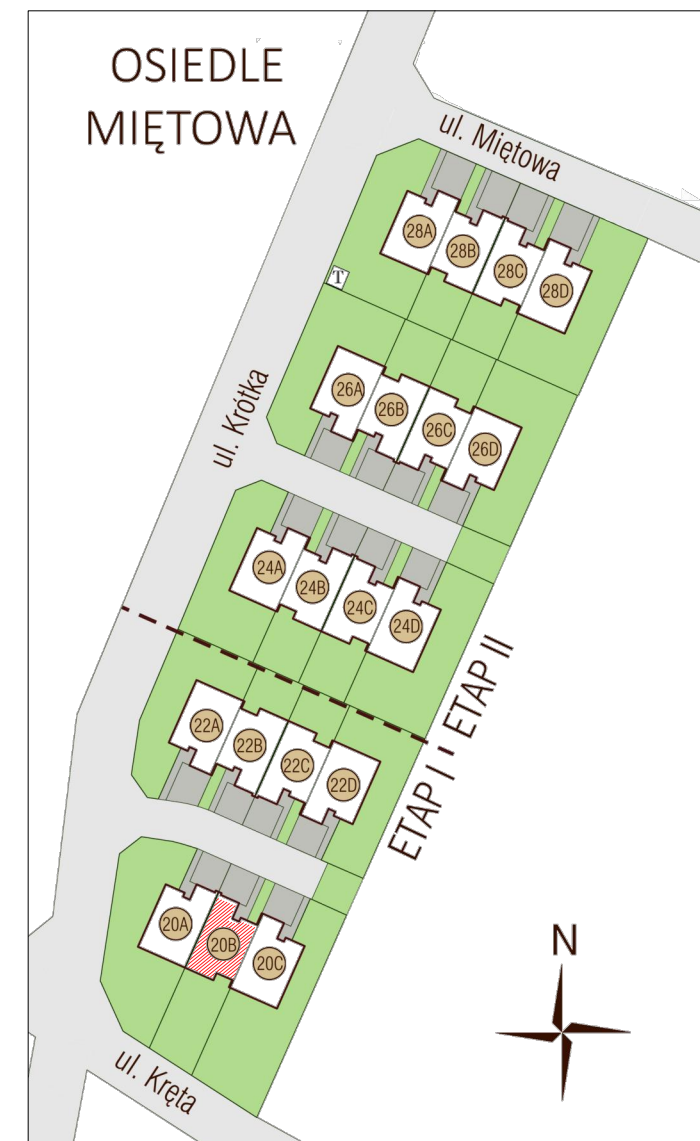 OSIEDLE
MIĘTOWA
ul. Miętowa
28A
28B
28C
28D
T
ul. Krótka
26A
26B
26C
26D
24A
24B
24C
24D
ETAP I ETAP II
22A
22B
22C
22D
20A
20B
20C
N
ul. Kręta